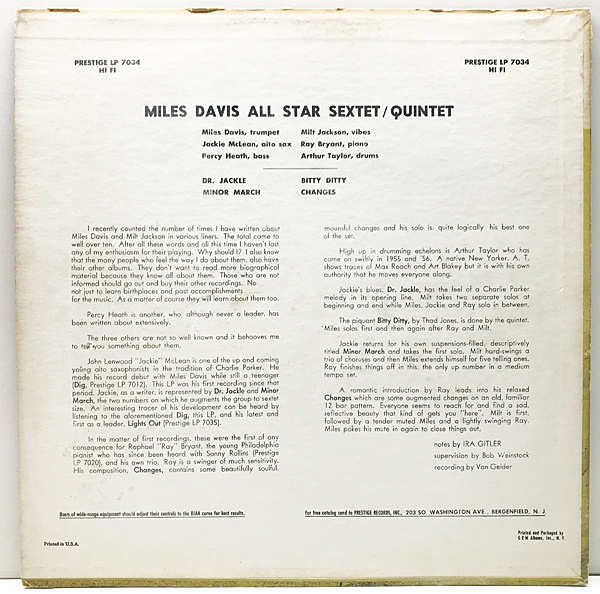 PRESTIGE LP 7034
HI FI
PRESTIGE LP 7034
HI FI
MILES DAVIS ALL STAR SEXTET/QUINTET
Miles Davis, trumpet
Milt Jackson, vibes
Jackie McLean, alto sax
Ray Bryant, piano
Percy Heath, bass
Arthur Taylor, drums
DR. JACKLE
BITTY DITTY
MINOR MARCH
CHANGES
I recently counted the number of times I have written about
Miles Davis and Milt Jackson in various liners. The total came to
well over ten. After all these words and all this time I haven't lost
any of my enthusiasm for their playing. Why should I? I also know
that the many people who feel the way I do about them, also have
their other albums. They don't want to read more biographical
material because they know all about them. Those who are not
informed should go out and buy their other recordings. No
not just to learn birthplaces and past accomplishments
for the music. As a matter of course they will learn about them too.
Percy Heath is another, who, although never a leader, has
been written about extensively.
The three others are not so well known and it behooves me
to tell you something about them.
John Lenwood "Jackie" McLean is one of the up and coming
young alto saxophonists in the tradition of Charlie Parker. He
made his record debut with Miles Davis while still a teenager
(Dig, Prestige LP 7012). This LP was his first recording since that
period. Jackie, as a writer, is represented by Dr. Jackle and Minor
March, the two numbers on which he augments the group to sextet
size. An interesting tracer of his development can be heard by
listening to the aforementioned Dig, this LP, and his latest and
first as a leader, Lights Out (Prestige LP 7035).
In the matter of first recordings, these were the first of any
consequence for Raphael "Ray" Bryant, the young Philadelphia
pianist who has since been heard with Sonny Rollins (Prestige
LP 7020), and his own trio. Ray is a swinger of much sensitivity.
His composition, Changes, contains some beautifully soulful,
mournful changes and his solo is, quite logically his best one
of the set.
High up in drumming echelons is Arthur Taylor who has
come on swiftly in 1955 and '56. A native New Yorker, A. T.
shows traces of Max Roach and Art Blakey but it is with his own
authority that he moves everyone along.
Jackie's blues, Dr. Jackle, has the feel of a Charlie Parker
melody in its opening line. Milt takes two separate solos at
beginning and end while Miles, Jackie and Ray solo in between.
The piquant Bitty Ditty, by Thad Jones, is done by the quintet.
Miles solos first and then again after Ray and Milt.
Jackie returns for his own suspensions-filled, descriptively
titled Minor March and takes the first solo. Milt hard-swings a
trio of choruses and then Miles extends himself for five telling ones.
Ray finishes things off in this, the only up number in a medium
tempo set.
A romantic introduction by Ray leads into his relaxed
Changes which are some augmented changes on an old, familiar
12 bar pattern. Everyone seems to reach for and find a sad,
reflective beauty that kind of gets you "here". Milt is first,
followed by a tender muted Miles and a lightly swinging Ray.
Miles pokes his mute in again to close things out.
notes by IRA GITLER
supervision by Bob Weinstock
recording by Van Gelder
Users of wide-range equipment should adjust their controls to the RIAA curve for best results.
For free catalog send to PRESTIGE RECORDS, INC., 203 SO. WASHINGTON AVE., BERGENFIELD, N. J.
Printed in U.S.A.
Printed and Packaged by
G E M Albums, Inc., N. Y.